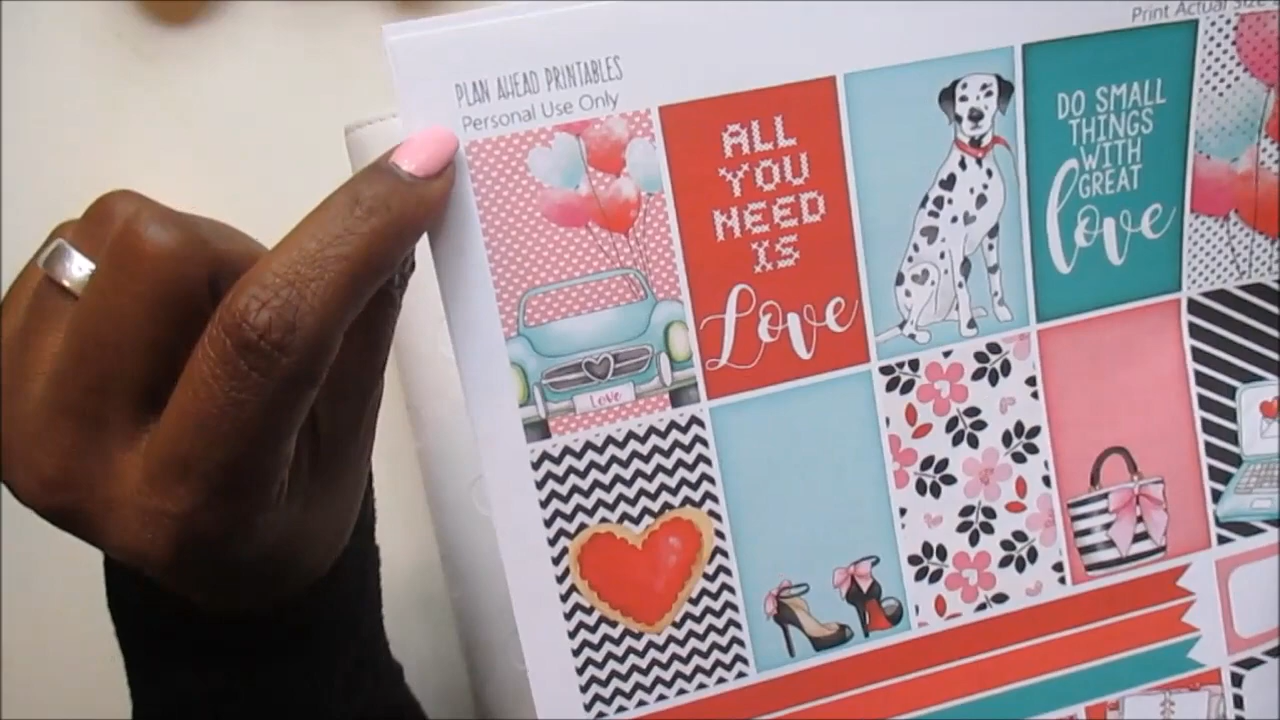 Print Actual Size
PLAN AHEAD PRINTABLES
Personal Use Only
ALL
YOU
NEED
IS
Love
DO SMALL
THINGS
WITH
GREAT
love
Love